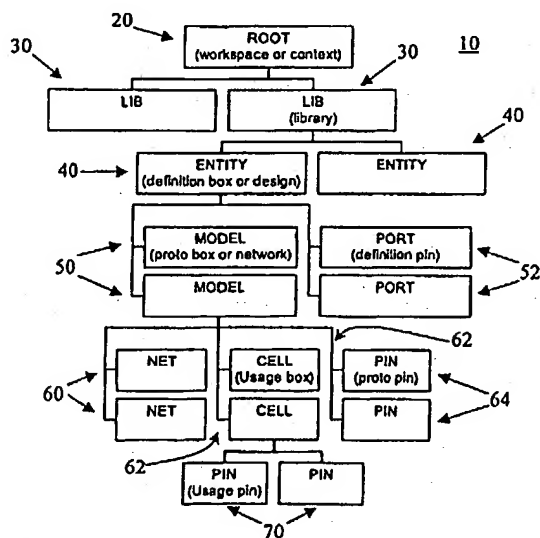 20
ROOT
(workspace or context)
10
30
30
LIB
LIB
(library)
40
40
ENTITY
(definition box or design)
ENTITY
50
MODEL
(proto box or network)
PORT
(definition pin)
52
MODEL
PORT
62
60
NET
CELL
(Usage box)
PIN
(proto pin)
64
NET
CELL
PIN
62
PIN
(Usage pin)
PIN
70